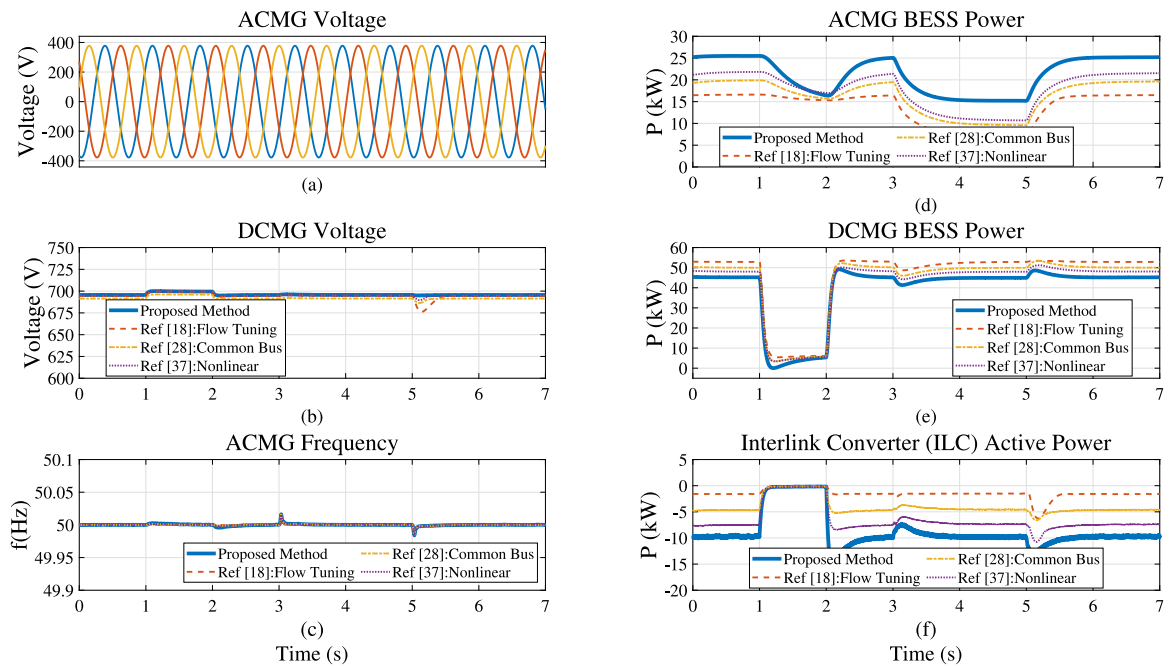 ACMG Voltage
Voltage (V)
400
200
0
-200
-400
(a)
DCMG Voltage
Voltage (V)
750
725
700
675
650
625
600
Proposed Method
Ref [18]:Flow Tuning
Ref [28]:Common Bus
Ref [37]:Nonlinear
0 1 2 3 4 5 6 7
(b)
ACMG Frequency
f(Hz)
50.1
50.05
50
49.95
49.9
Proposed Method Ref [28]:Common Bus
Ref [18]:Flow Tuning Ref [37]:Nonlinear
0 1 2 3 4 5 6 7
(c)
Time (s)
ACMG BESS Power
P (kW)
30
25
20
15
10
5
0
Proposed Method Ref [28]:Common Bus
Ref [18]:Flow Tuning Ref [37]:Nonlinear
0 1 2 3 4 5 6 7
(d)
DCMG BESS Power
P (kW)
60
50
40
30
20
10
0
Proposed Method
Ref [18]:Flow Tuning
Ref [28]:Common Bus
Ref [37]:Nonlinear
0 1 2 3 4 5 6 7
(e)
Interlink Converter (ILC) Active Power
P (kW)
5
0
-5
-10
-15
-20
Proposed Method Ref [28]:Common Bus
Ref [18]:Flow Tuning Ref [37]:Nonlinear
0 1 2 3 4 5 6 7
(f)
Time (s)